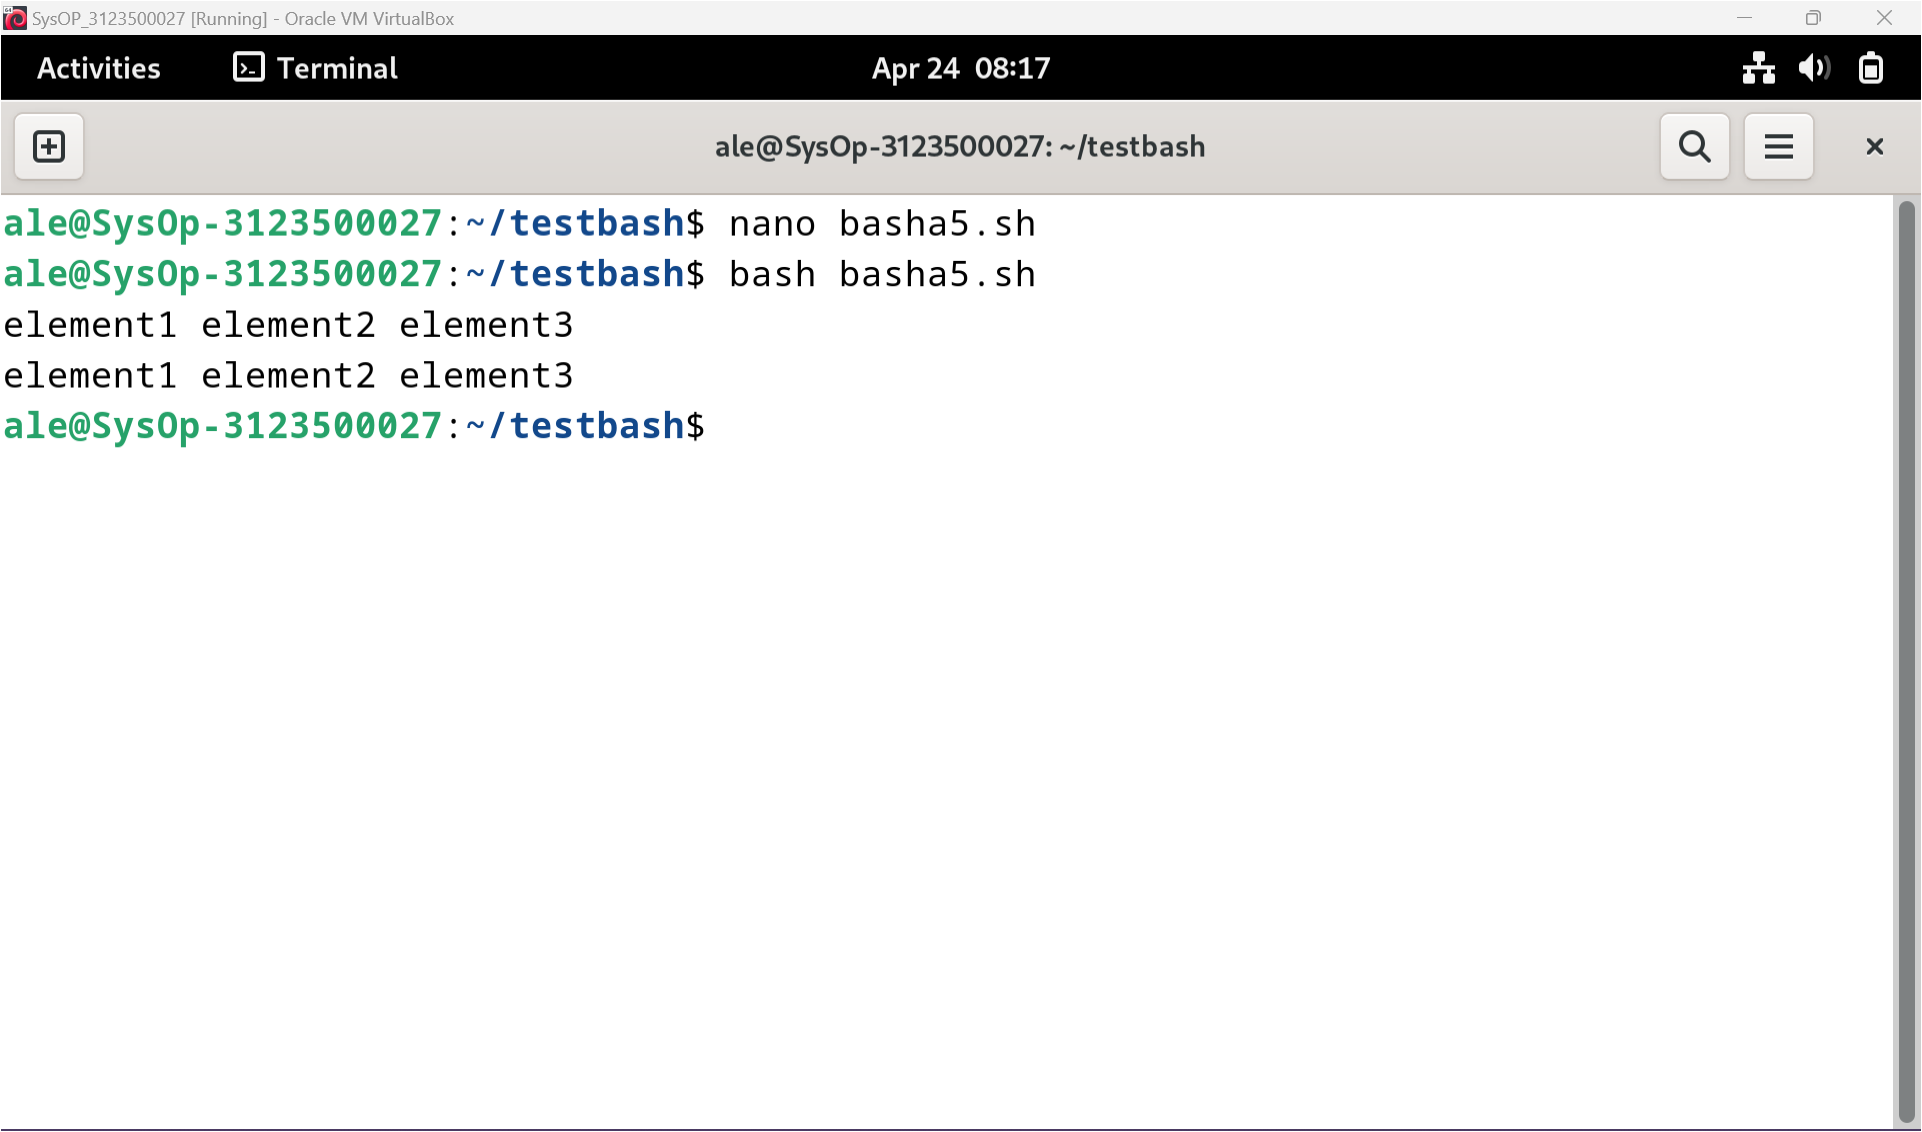 SysOP_3123500027 [Running] - Oracle VM VirtualBox
Activities Terminal Apr 24 08:17
ale@SysOp-3123500027: ~/testbash
ale@SysOp-3123500027:~/testbash$ nano basha5.sh
ale@SysOp-3123500027:~/testbash$ bash basha5.sh
element1 element2 element3
element1 element2 element3
ale@SysOp-3123500027:~/testbash$